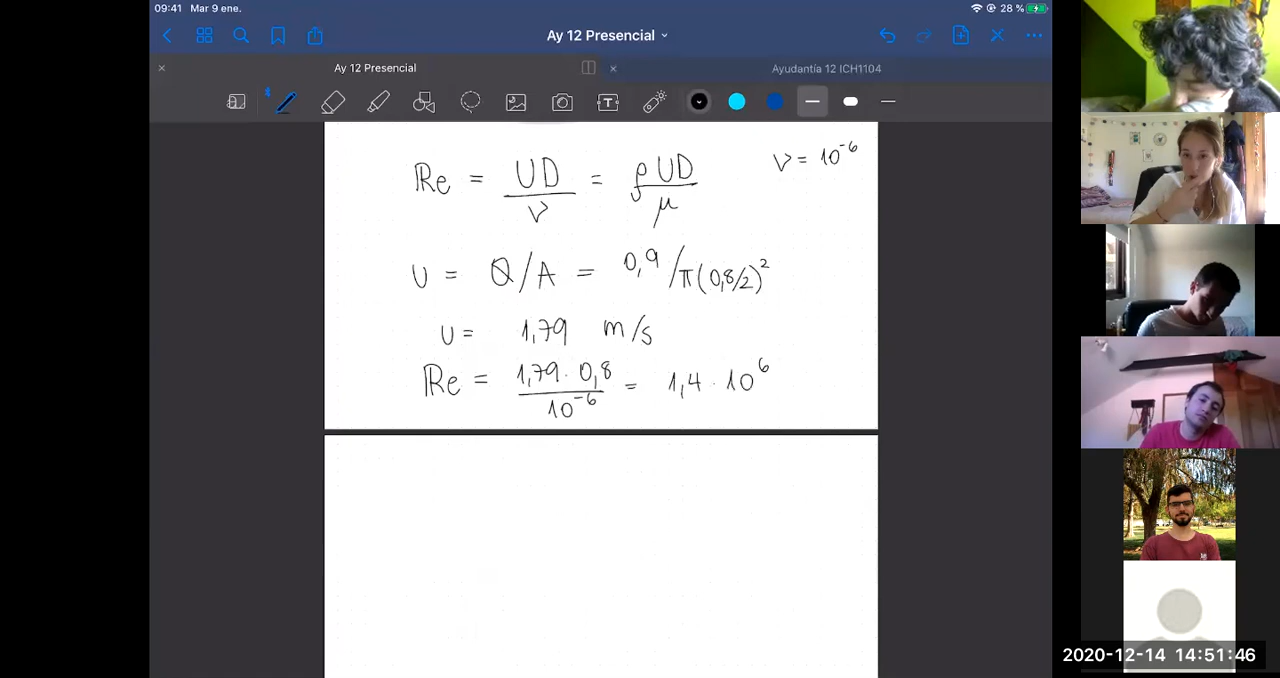 09:41 Mar 9 ene.
28 %
Ay 12 Presencial
Ay 12 Presencial
Ayudantía 12 ICH1104
Re = UD/ν = ρUD/μ
ν = 10⁻⁶
U = Q/A = 0,9/π(0,8/2)²
U = 1,79 m/s
Re = 1,79 · 0,8 / 10⁻⁶ = 1,4 · 10⁶
2020-12-14 14:51:46